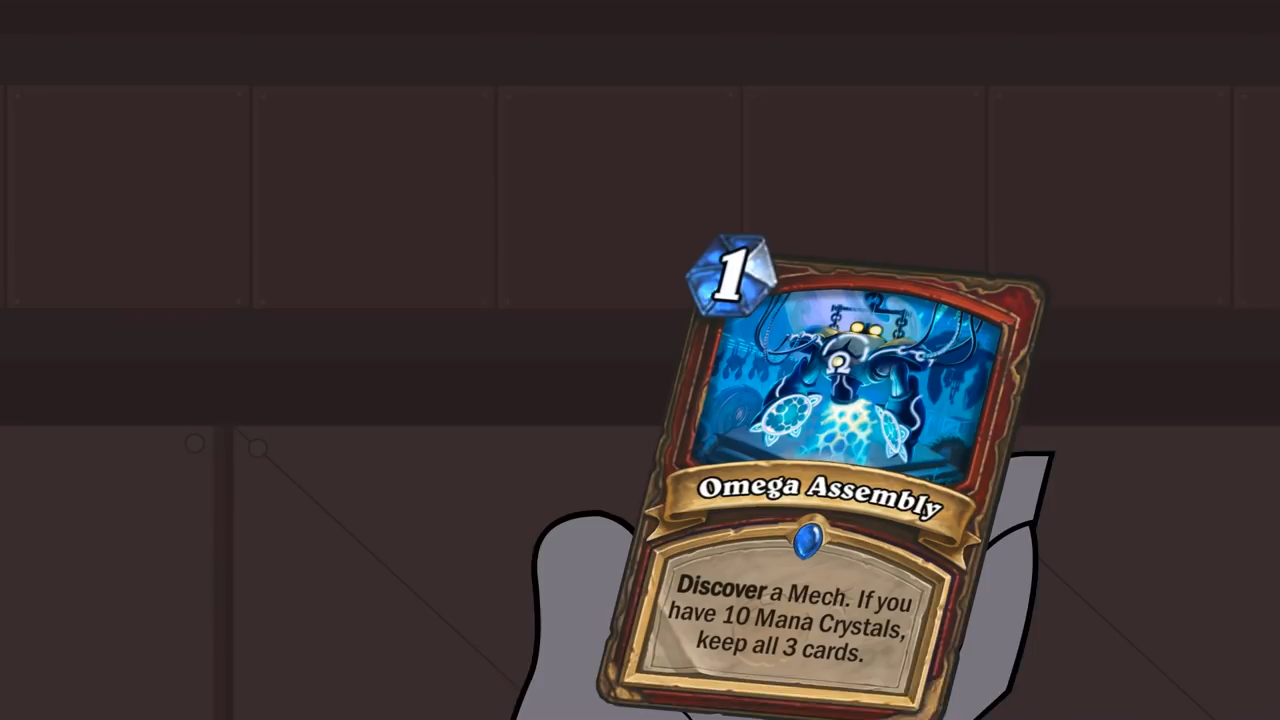 1
Omega Assembly
Discover a Mech. If you
have 10 Mana Crystals,
keep all 3 cards.